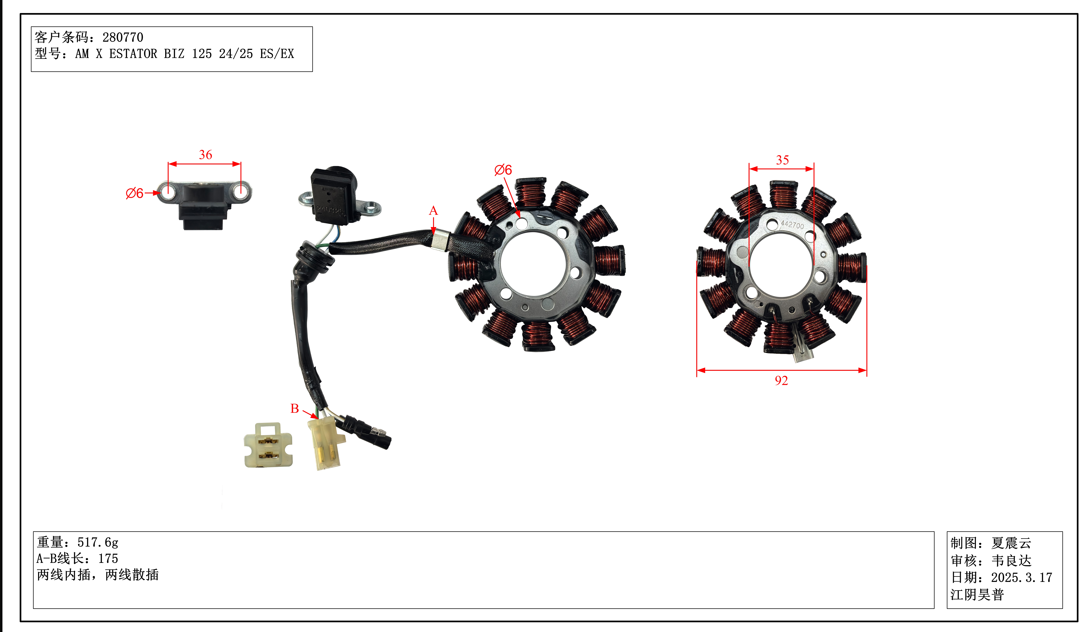 客户条码：280770
型号：AM X ESTATOR BIZ 125 24/25 ES/EX
36
Ø6
A
Ø6
35
442700
92
B
重量：517.6g
A-B线长：175
两线内插，两线散插
制图：夏震云
审核：韦良达
日期：2025.3.17
江阴昊普